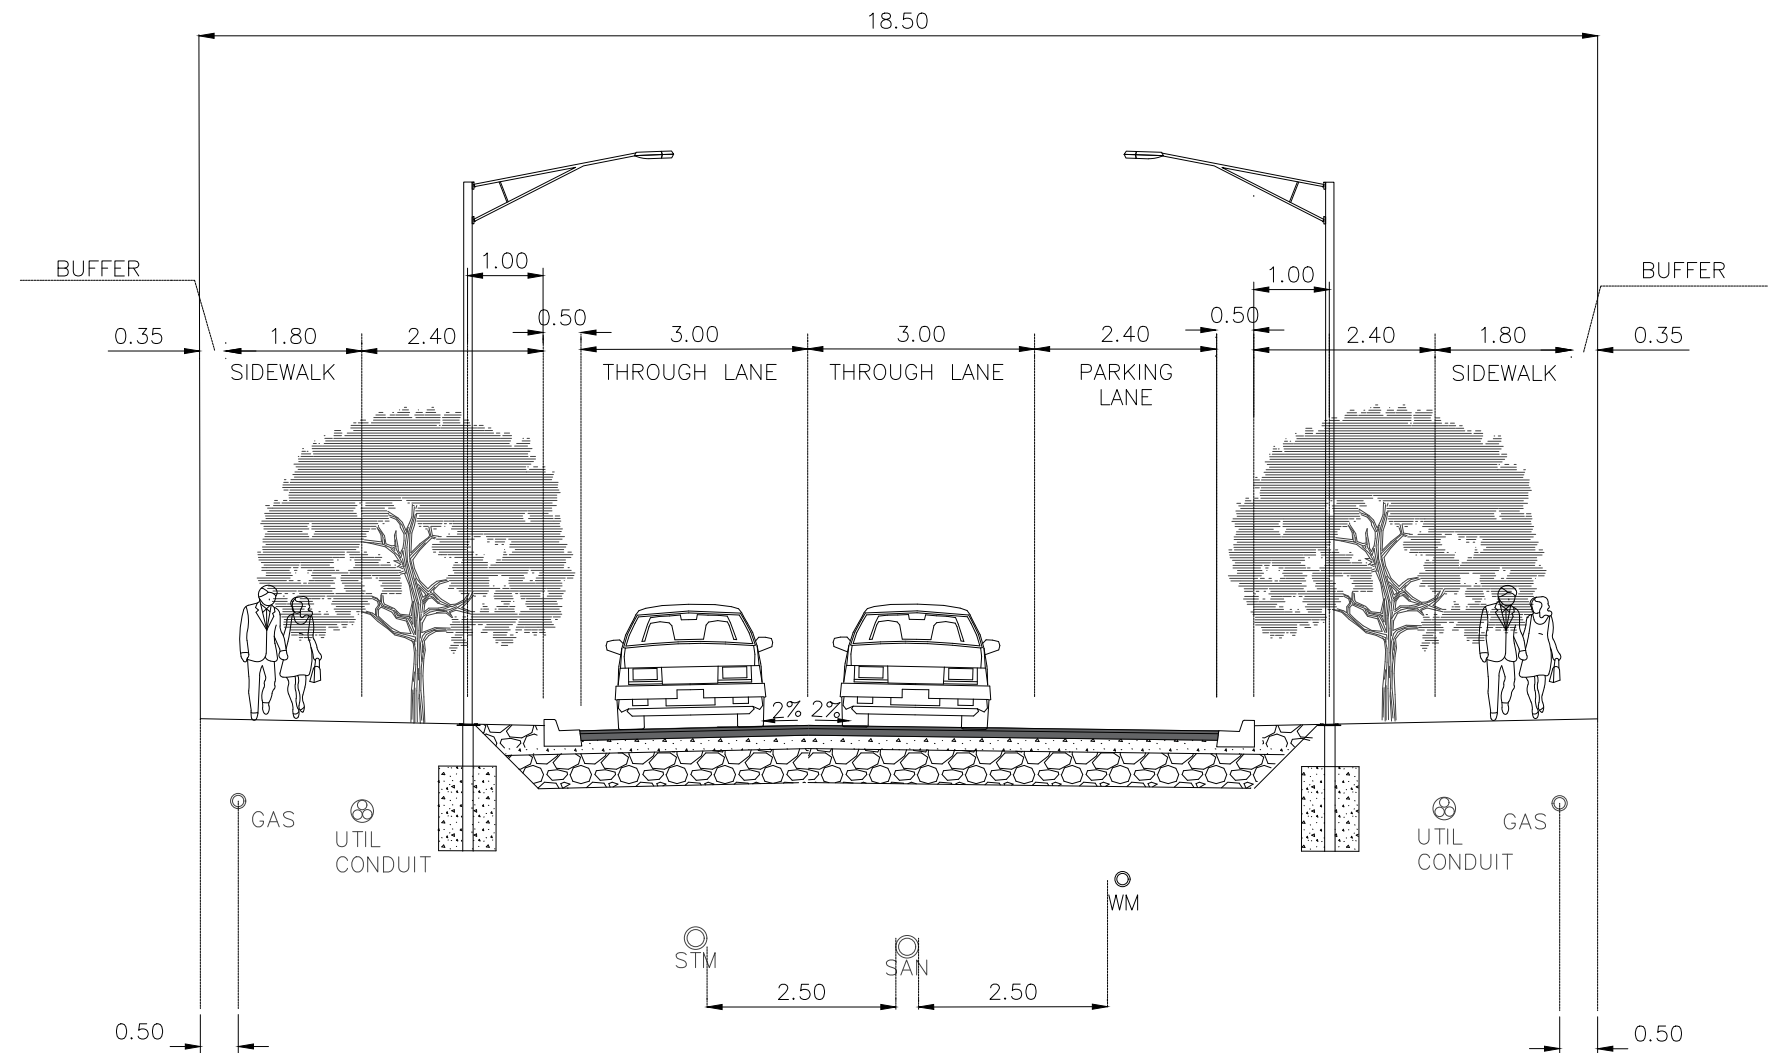 18.50
BUFFER
1.00
1.00
BUFFER
0.35
1.80
2.40
0.50
3.00
3.00
2.40
0.50
2.40
1.80
0.35
SIDEWALK
THROUGH LANE
THROUGH LANE
PARKING
LANE
SIDEWALK
2%
2%
GAS
UTIL
CONDUIT
UTIL
CONDUIT
GAS
WM
STM
SAN
2.50
2.50
0.50
0.50